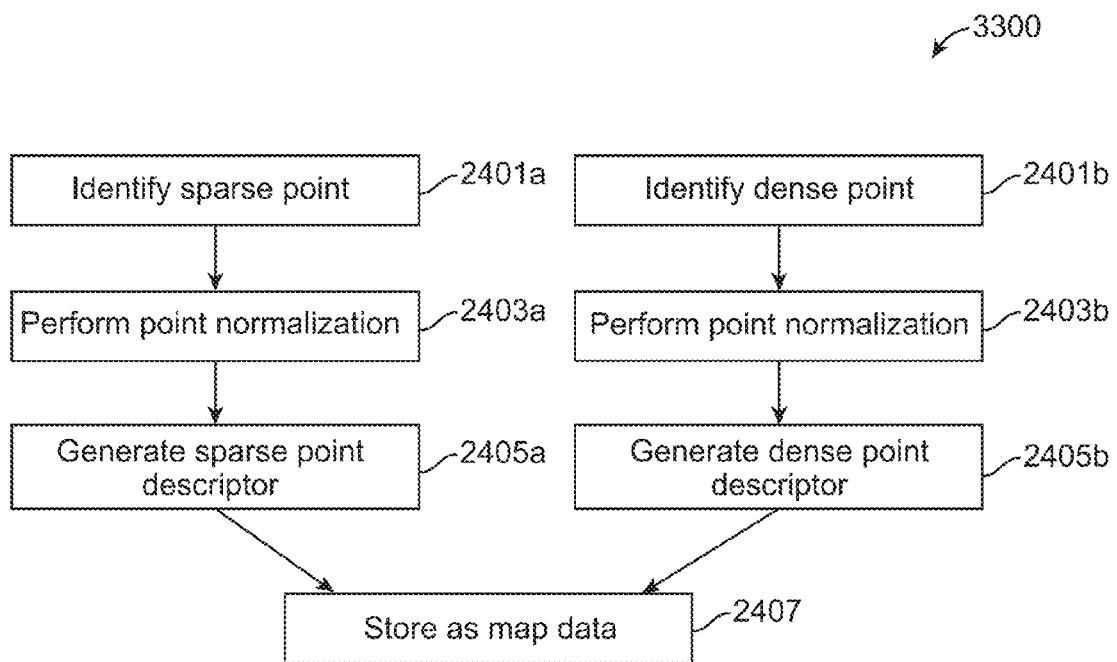 3300
Identify sparse point
2401a
Identify dense point
2401b
Perform point normalization
2403a
Perform point normalization
2403b
Generate sparse point
descriptor
2405a
Generate dense point
descriptor
2405b
Store as map data
2407